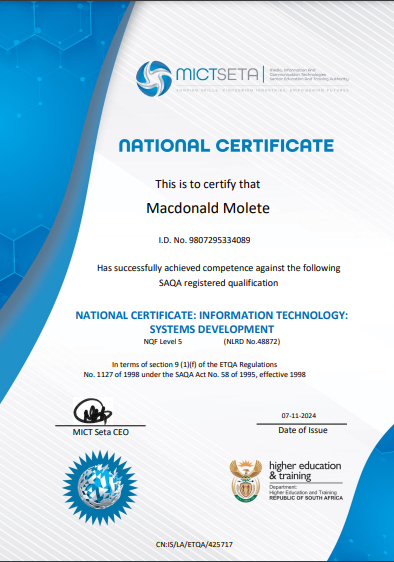 MICTSETA
Media, Information And
Communication Technologies
Sector Education And Training Authority
NATIONAL CERTIFICATE
This is to certify that
Macdonald Molete
I.D. No. 9807295334089
Has successfully achieved competence against the following
SAQA registered qualification
NATIONAL CERTIFICATE: INFORMATION TECHNOLOGY:
SYSTEMS DEVELOPMENT
NQF Level 5 (NLRD No.48872)
In terms of section 9 (1)(f) of the ETQA Regulations
No. 1127 of 1998 under the SAQA Act No. 58 of 1995, effective 1998
07-11-2024
MICT Seta CEO Date of Issue
higher education
& training
Department:
Higher Education and Training
REPUBLIC OF SOUTH AFRICA
CN:IS/LA/ETQA/425717